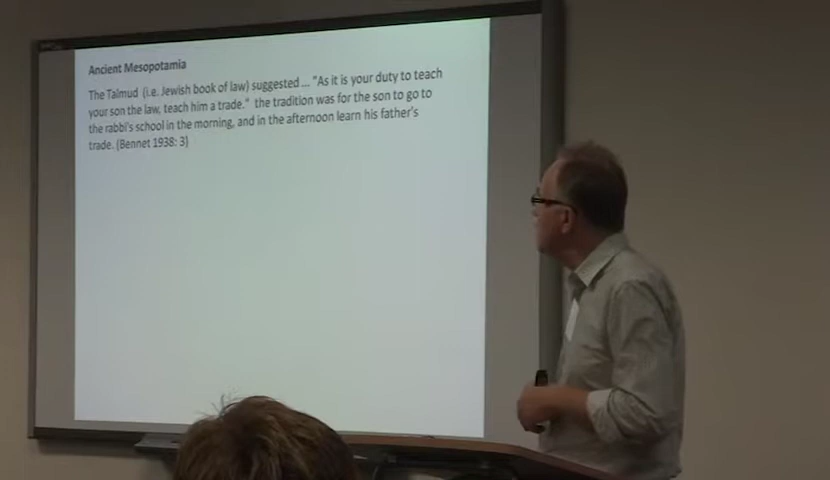 Ancient Mesopotamia
The Talmud (i.e. Jewish book of law) suggested ... "As it is your duty to teach
your son the law, teach him a trade." the tradition was for the son to go to
the rabbi's school in the morning, and in the afternoon learn his father's
trade. (Bennet 1938: 3)